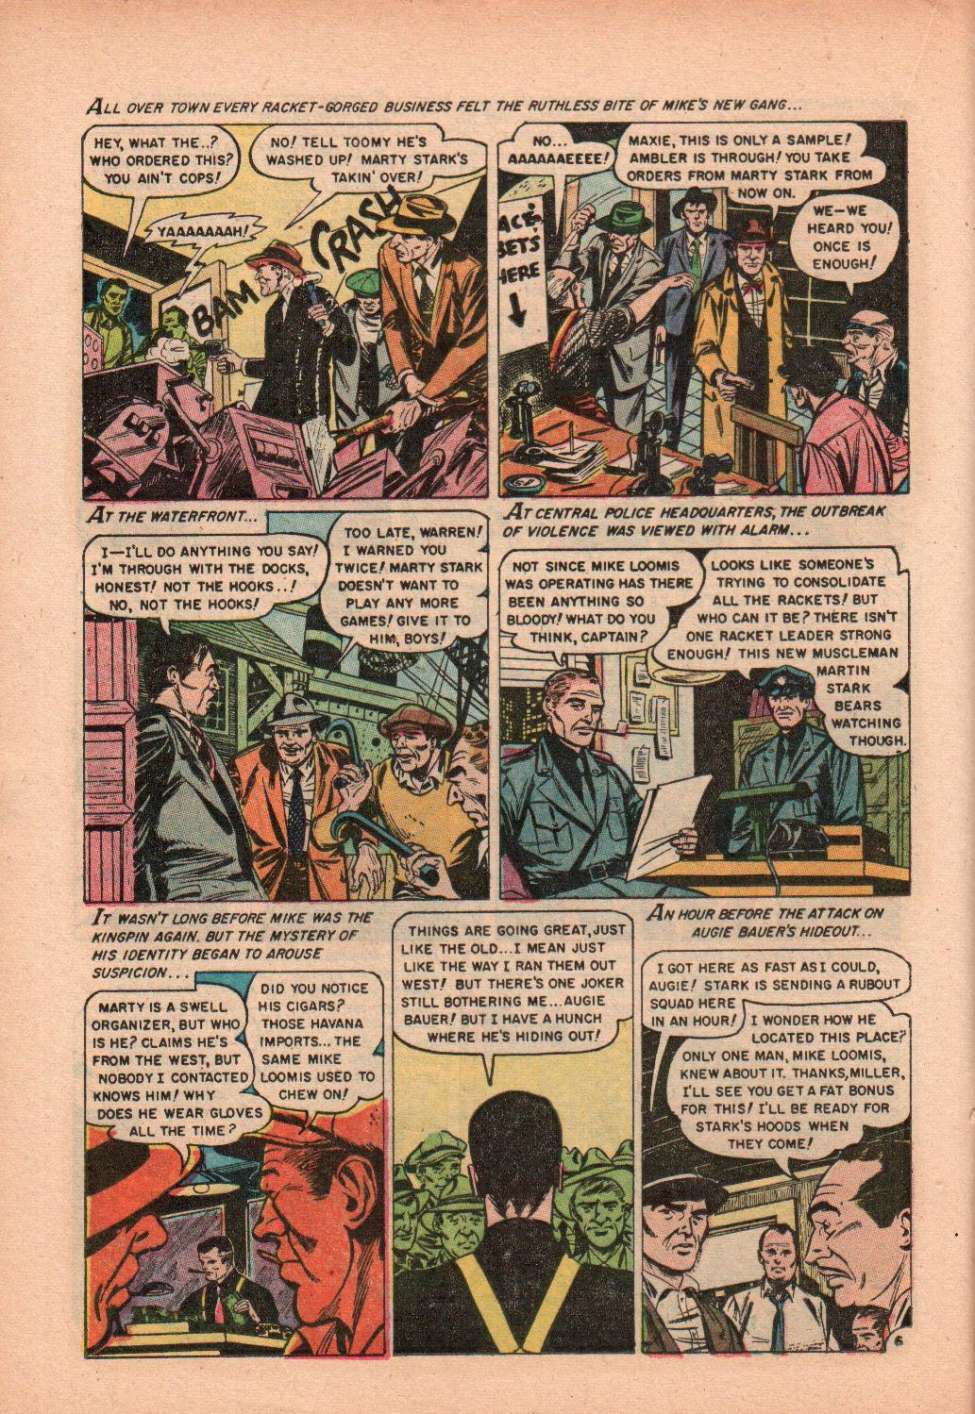 ALL OVER TOWN EVERY RACKET-GORGED BUSINESS FELT THE RUTHLESS BITE OF MIKE'S NEW GANG...
HEY, WHAT THE..?
WHO ORDERED THIS?
YOU AIN'T COPS!
NO! TELL TOOMY HE'S
WASHED UP! MARTY STARK'S
TAKIN' OVER!
YAAAAAAAH!
BAM
CRASH
NO...
AAAAAAEEEE!
MAXIE, THIS IS ONLY A SAMPLE!
AMBLER IS THROUGH! YOU TAKE
ORDERS FROM MARTY STARK FROM
NOW ON.
WE-WE
HEARD YOU!
ONCE IS
ENOUGH!
ACE
BETS
HERE
AT THE WATERFRONT...
I-I'LL DO ANYTHING YOU SAY!
I'M THROUGH WITH THE DOCKS,
HONEST! NOT THE HOOKS..!
NO, NOT THE HOOKS!
TOO LATE, WARREN!
I WARNED YOU
TWICE! MARTY STARK
DOESN'T WANT TO
PLAY ANY MORE
GAMES! GIVE IT TO
HIM, BOYS!
AT CENTRAL POLICE HEADQUARTERS, THE OUTBREAK
OF VIOLENCE WAS VIEWED WITH ALARM...
NOT SINCE MIKE LOOMIS
WAS OPERATING HAS THERE
BEEN ANYTHING SO
BLOODY! WHAT DO YOU
THINK, CAPTAIN?
LOOKS LIKE SOMEONE'S
TRYING TO CONSOLIDATE
ALL THE RACKETS! BUT
WHO CAN IT BE? THERE ISN'T
ONE RACKET LEADER STRONG
ENOUGH! THIS NEW MUSCLEMAN
MARTIN
STARK
BEARS
WATCHING
THOUGH.
IT WASN'T LONG BEFORE MIKE WAS THE
KINGPIN AGAIN. BUT THE MYSTERY OF
HIS IDENTITY BEGAN TO AROUSE
SUSPICION...
MARTY IS A SWELL
ORGANIZER, BUT WHO
IS HE? CLAIMS HE'S
FROM THE WEST, BUT
NOBODY I CONTACTED
KNOWS HIM! WHY
DOES HE WEAR GLOVES
ALL THE TIME?
DID YOU NOTICE
HIS CIGARS?
THOSE HAVANA
IMPORTS...THE
SAME MIKE
LOOMIS USED TO
CHEW ON!
THINGS ARE GOING GREAT, JUST
LIKE THE OLD...I MEAN JUST
LIKE THE WAY I RAN THEM OUT
WEST! BUT THERE'S ONE JOKER
STILL BOTHERING ME...AUGIE
BAUER! BUT I HAVE A HUNCH
WHERE HE'S HIDING OUT!
AN HOUR BEFORE THE ATTACK ON
AUGIE BAUER'S HIDEOUT...
I GOT HERE AS FAST AS I COULD,
AUGIE! STARK IS SENDING A RUBOUT
SQUAD HERE
IN AN HOUR!
I WONDER HOW HE
LOCATED THIS PLACE?
ONLY ONE MAN, MIKE LOOMIS,
KNEW ABOUT IT. THANKS, MILLER,
I'LL SEE YOU GET A FAT BONUS
FOR THIS! I'LL BE READY FOR
STARK'S HOODS WHEN
THEY COME!
6